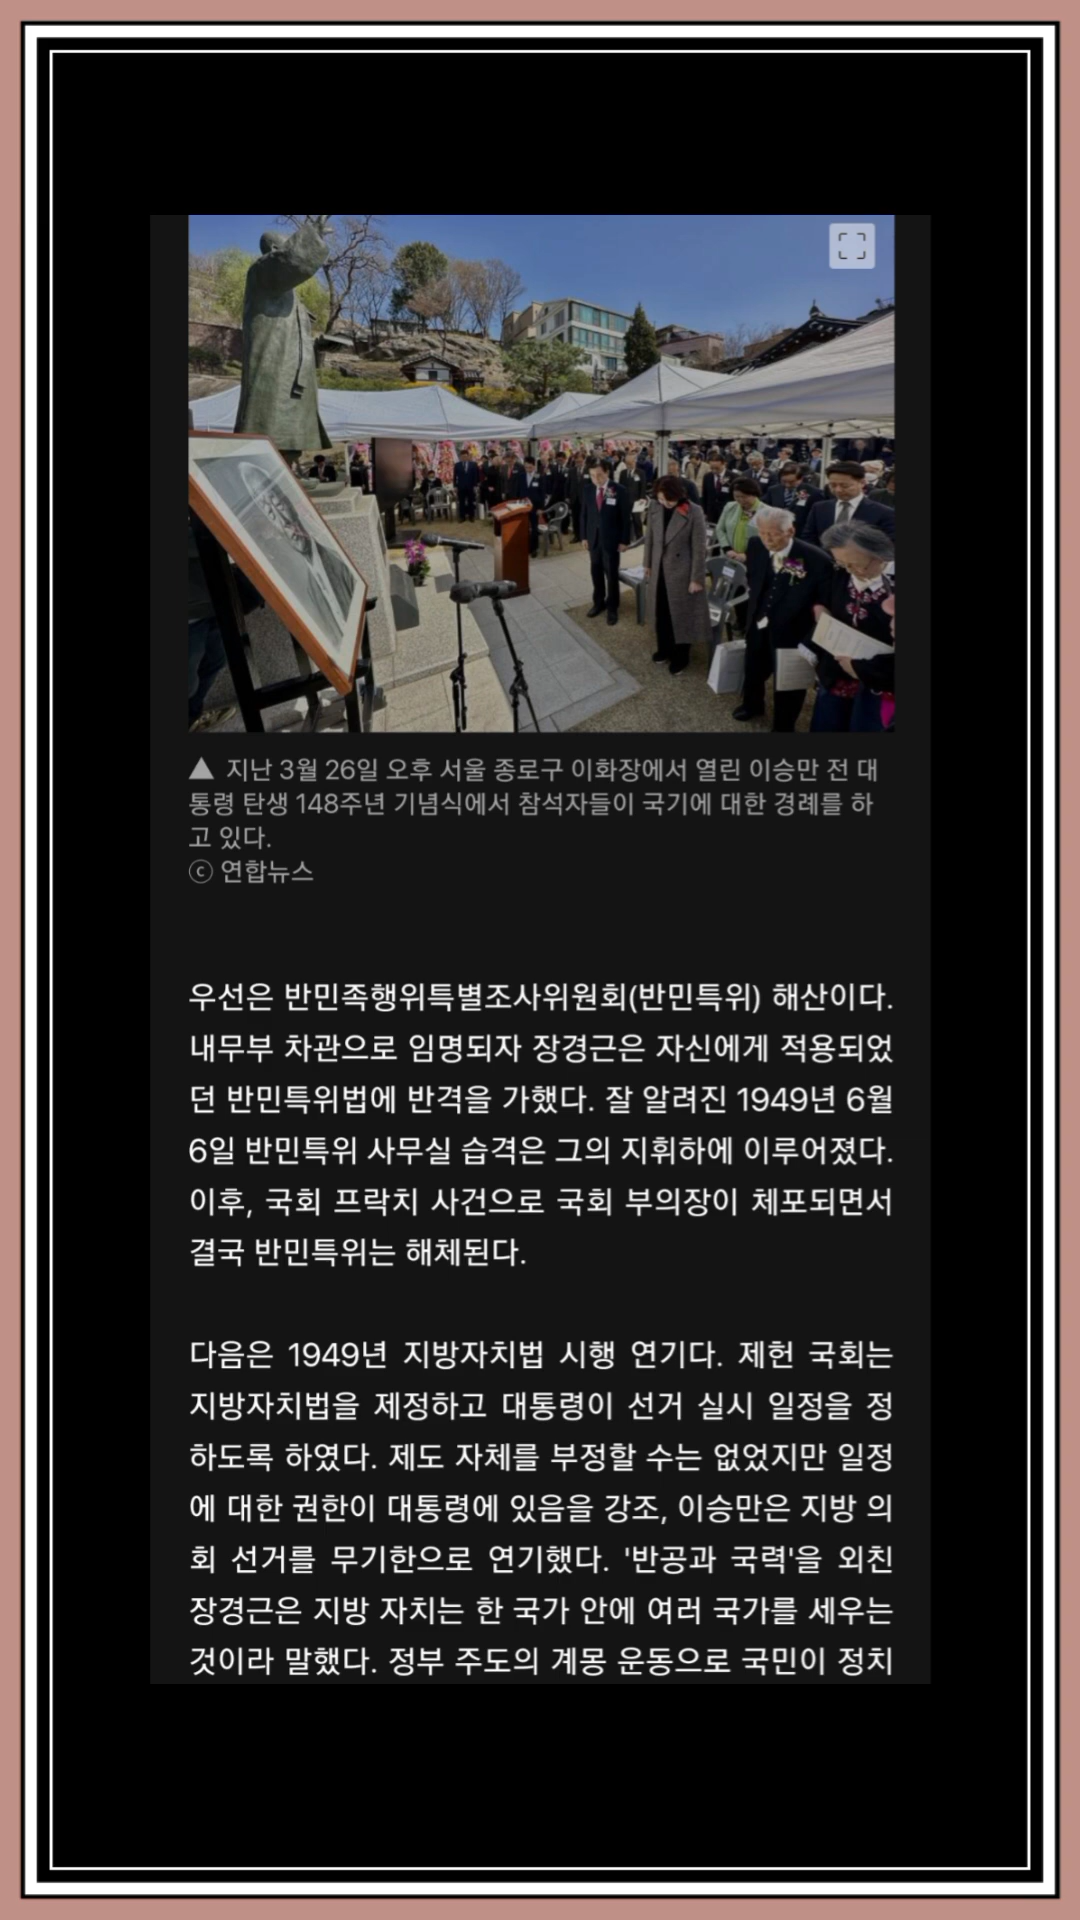 ▲ 지난 3월 26일 오후 서울 종로구 이화장에서 열린 이승만 전 대
통령 탄생 148주년 기념식에서 참석자들이 국기에 대한 경례를 하
고 있다.
ⓒ 연합뉴스
우선은 반민족행위특별조사위원회(반민특위) 해산이다.
내무부 차관으로 임명되자 장경근은 자신에게 적용되었
던 반민특위법에 반격을 가했다. 잘 알려진 1949년 6월
6일 반민특위 사무실 습격은 그의 지휘하에 이루어졌다.
이후, 국회 프락치 사건으로 국회 부의장이 체포되면서
결국 반민특위는 해체된다.
다음은 1949년 지방자치법 시행 연기다. 제헌 국회는
지방자치법을 제정하고 대통령이 선거 실시 일정을 정
하도록 하였다. 제도 자체를 부정할 수는 없었지만 일정
에 대한 권한이 대통령에 있음을 강조, 이승만은 지방 의
회 선거를 무기한으로 연기했다. '반공과 국력'을 외친
장경근은 지방 자치는 한 국가 안에 여러 국가를 세우는
것이라 말했다. 정부 주도의 계몽 운동으로 국민이 정치